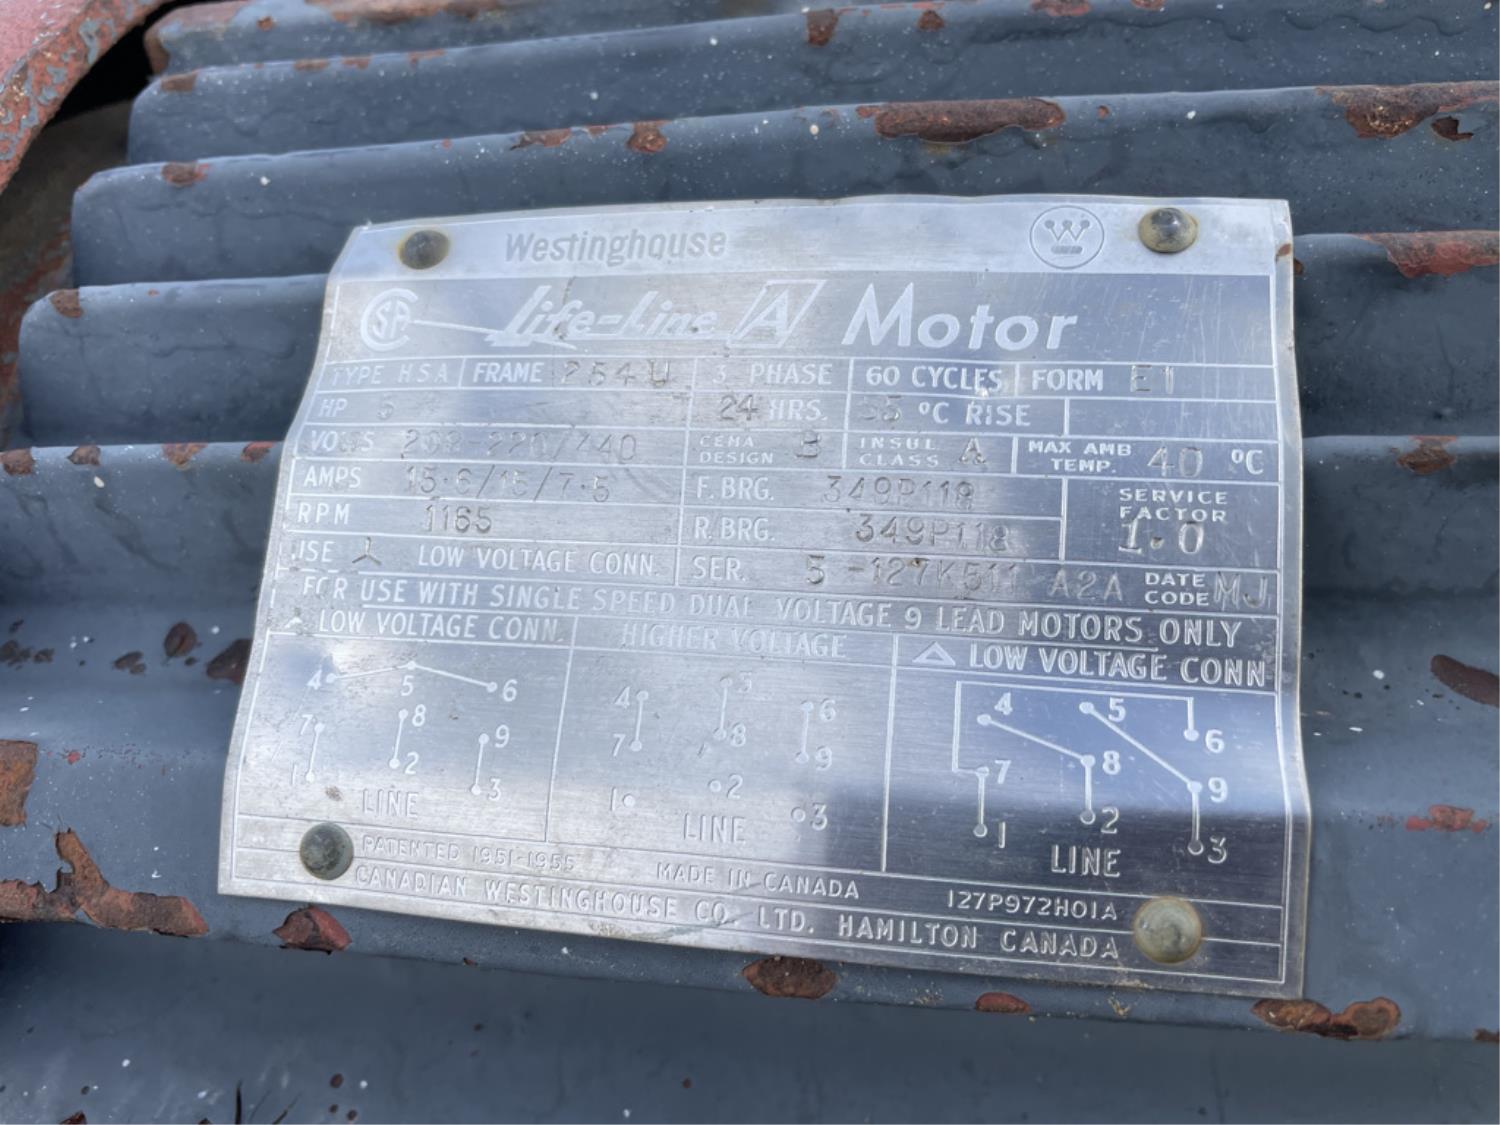 Westinghouse W
CSA Life-Line A Motor
TYPE HSA FRAME 254U 3 PHASE 60 CYCLES FORM E1
HP 5 24 HRS. 55 °C RISE
VOLTS 208-220/440 CEMA DESIGN B INSUL CLASS A MAX AMB TEMP. 40 °C
AMPS 15.6/15/7.5 F. BRG. 349P118 SERVICE FACTOR 1.0
RPM 1165 R. BRG. 349P118
USE LOW VOLTAGE CONN. SER. 5-127K511 A2A DATE CODE MJ
FOR USE WITH SINGLE SPEED DUAL VOLTAGE 9 LEAD MOTORS ONLY
LOW VOLTAGE CONN. HIGHER VOLTAGE LOW VOLTAGE CONN
4 5 6 4 5 6 4 5 6
7 8 9 7 8 9 7 8 9
1 2 3 1 2 3 1 2 3
LINE LINE LINE
PATENTED 1951-1955 MADE IN CANADA 127P972H01A
CANADIAN WESTINGHOUSE CO. LTD. HAMILTON CANADA